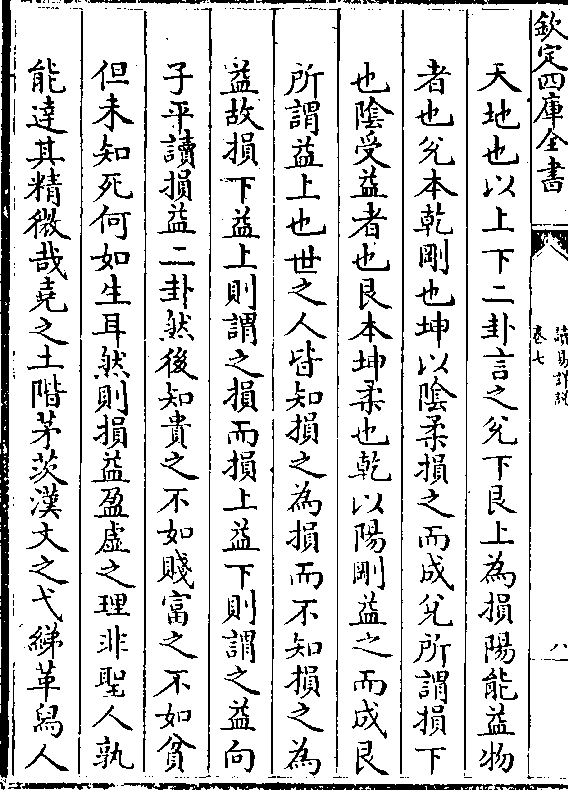 欽定四庫全書
讀易詳說
卷七
八
天地也以上下二卦言之兊下艮上為損陽能益物
者也兊本乾剛也坤以陰柔損之而成兊所謂損下
也陰受益者也艮本坤柔也乾以陽剛益之而成艮
所謂益上也世之人皆知損之為損而不知損之為
益故損下益上則謂之損而損上益下則謂之益向
子平讀損益二卦然後知貴之不如賤富之不如貧
但未知死何如生耳然則損益盈虛之理非聖人孰
能逹其精微哉堯之土階茅茨漢文之弋綈革舄人